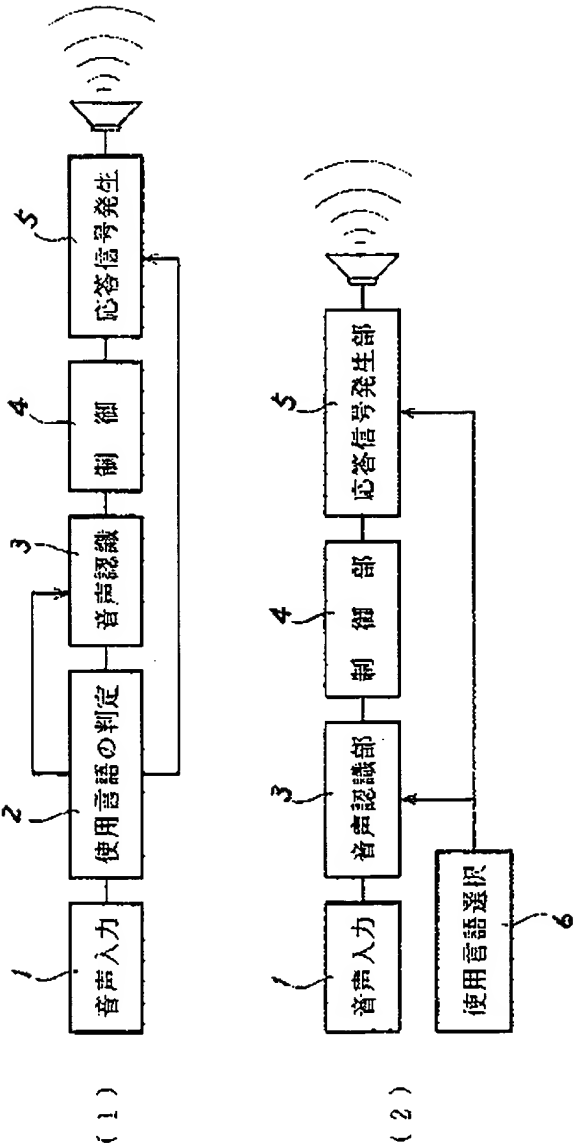 (1)
1
音声入力
2
使用言語の判定
3
音声認識
4
制御
5
応答信号発生
(2)
1
音声入力
3
音声認識部
4
制御部
5
応答信号発生部
使用言語選択
6